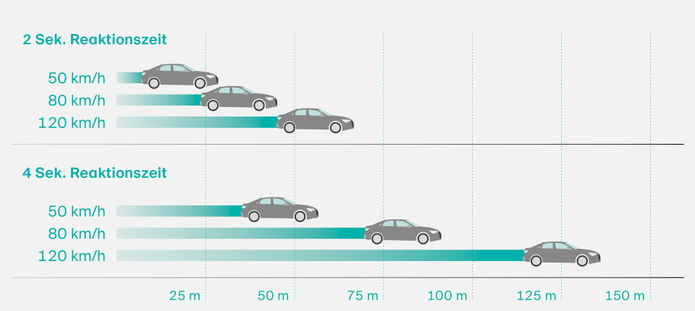 2 Sek. Reaktionszeit
50 km/h
80 km/h
120 km/h
4 Sek. Reaktionszeit
50 km/h
80 km/h
120 km/h
25 m 50 m 75 m 100 m 125 m 150 m